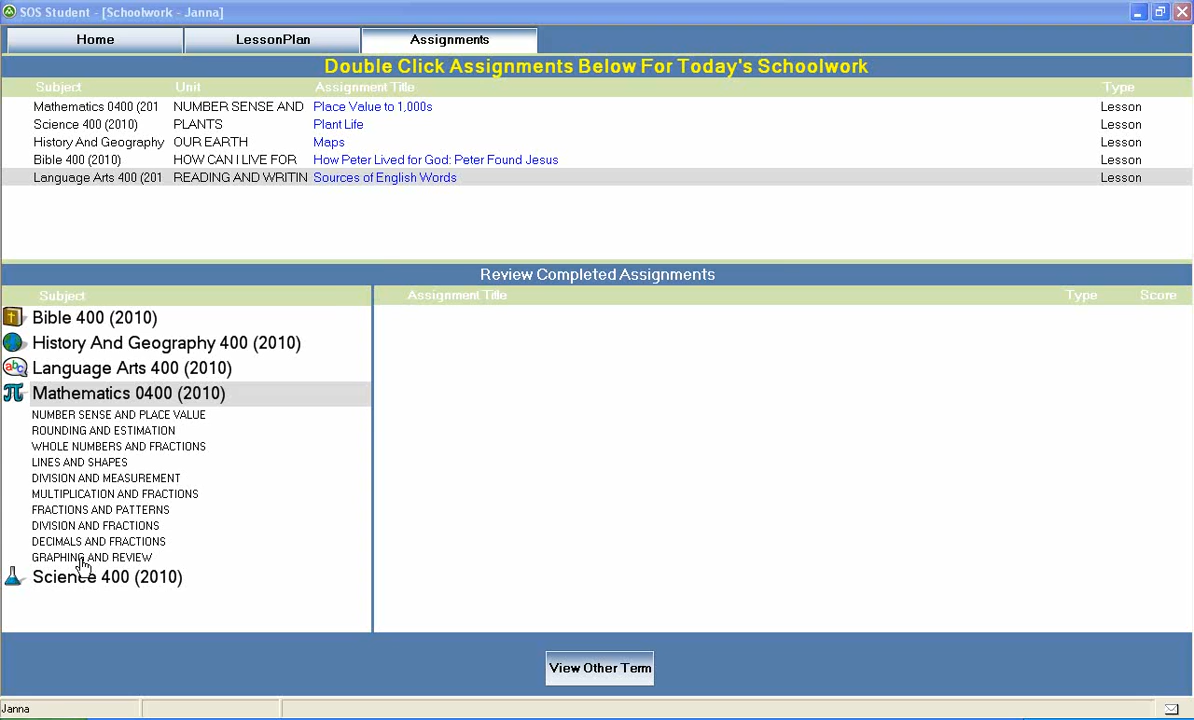 SOS Student - [Schoolwork - Janna]
Home LessonPlan Assignments
Double Click Assignments Below For Today's Schoolwork
Subject Unit Assignment Title Type
Mathematics 0400 (201 NUMBER SENSE AND Place Value to 1,000s Lesson
Science 400 (2010) PLANTS Plant Life Lesson
History And Geography OUR EARTH Maps Lesson
Bible 400 (2010) HOW CAN I LIVE FOR How Peter Lived for God: Peter Found Jesus Lesson
Language Arts 400 (201 READING AND WRITIN Sources of English Words Lesson
Review Completed Assignments
Subject Assignment Title Type Score
Bible 400 (2010)
History And Geography 400 (2010)
abc Language Arts 400 (2010)
π Mathematics 0400 (2010)
NUMBER SENSE AND PLACE VALUE
ROUNDING AND ESTIMATION
WHOLE NUMBERS AND FRACTIONS
LINES AND SHAPES
DIVISION AND MEASUREMENT
MULTIPLICATION AND FRACTIONS
FRACTIONS AND PATTERNS
DIVISION AND FRACTIONS
DECIMALS AND FRACTIONS
GRAPHING AND REVIEW
Science 400 (2010)
View Other Term
Janna